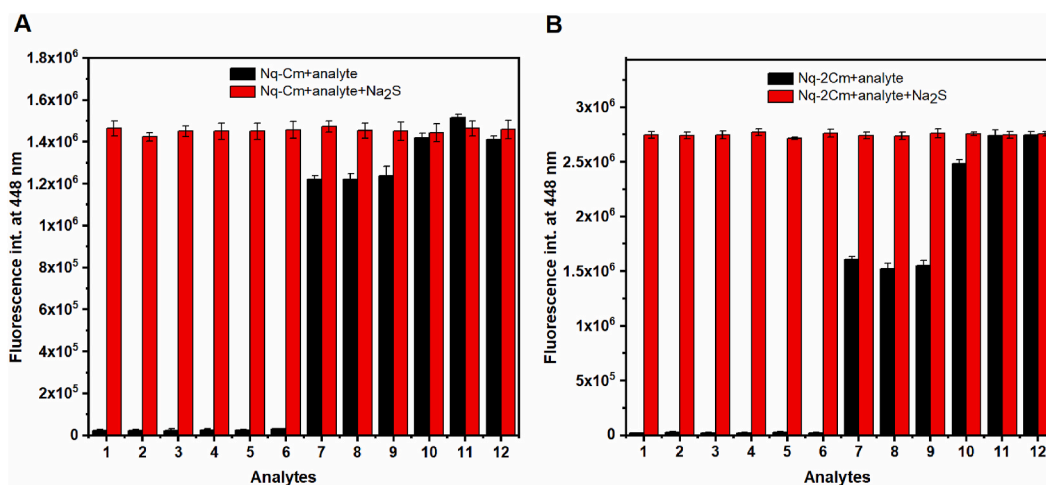 A
Fluorescence int. at 448 nm
1.8x10⁶
1.6x10⁶
1.4x10⁶
1.2x10⁶
1x10⁶
8x10⁵
6x10⁵
4x10⁵
2x10⁵
0
Nq-Cm+analyte
Nq-Cm+analyte+Na₂S
1 2 3 4 5 6 7 8 9 10 11 12
Analytes
B
Fluorescence int. at 448 nm
3x10⁶
2.5x10⁶
2x10⁶
1.5x10⁶
1x10⁶
5x10⁵
0
Nq-2Cm+analyte
Nq-2Cm+analyte+Na₂S
1 2 3 4 5 6 7 8 9 10 11 12
Analytes